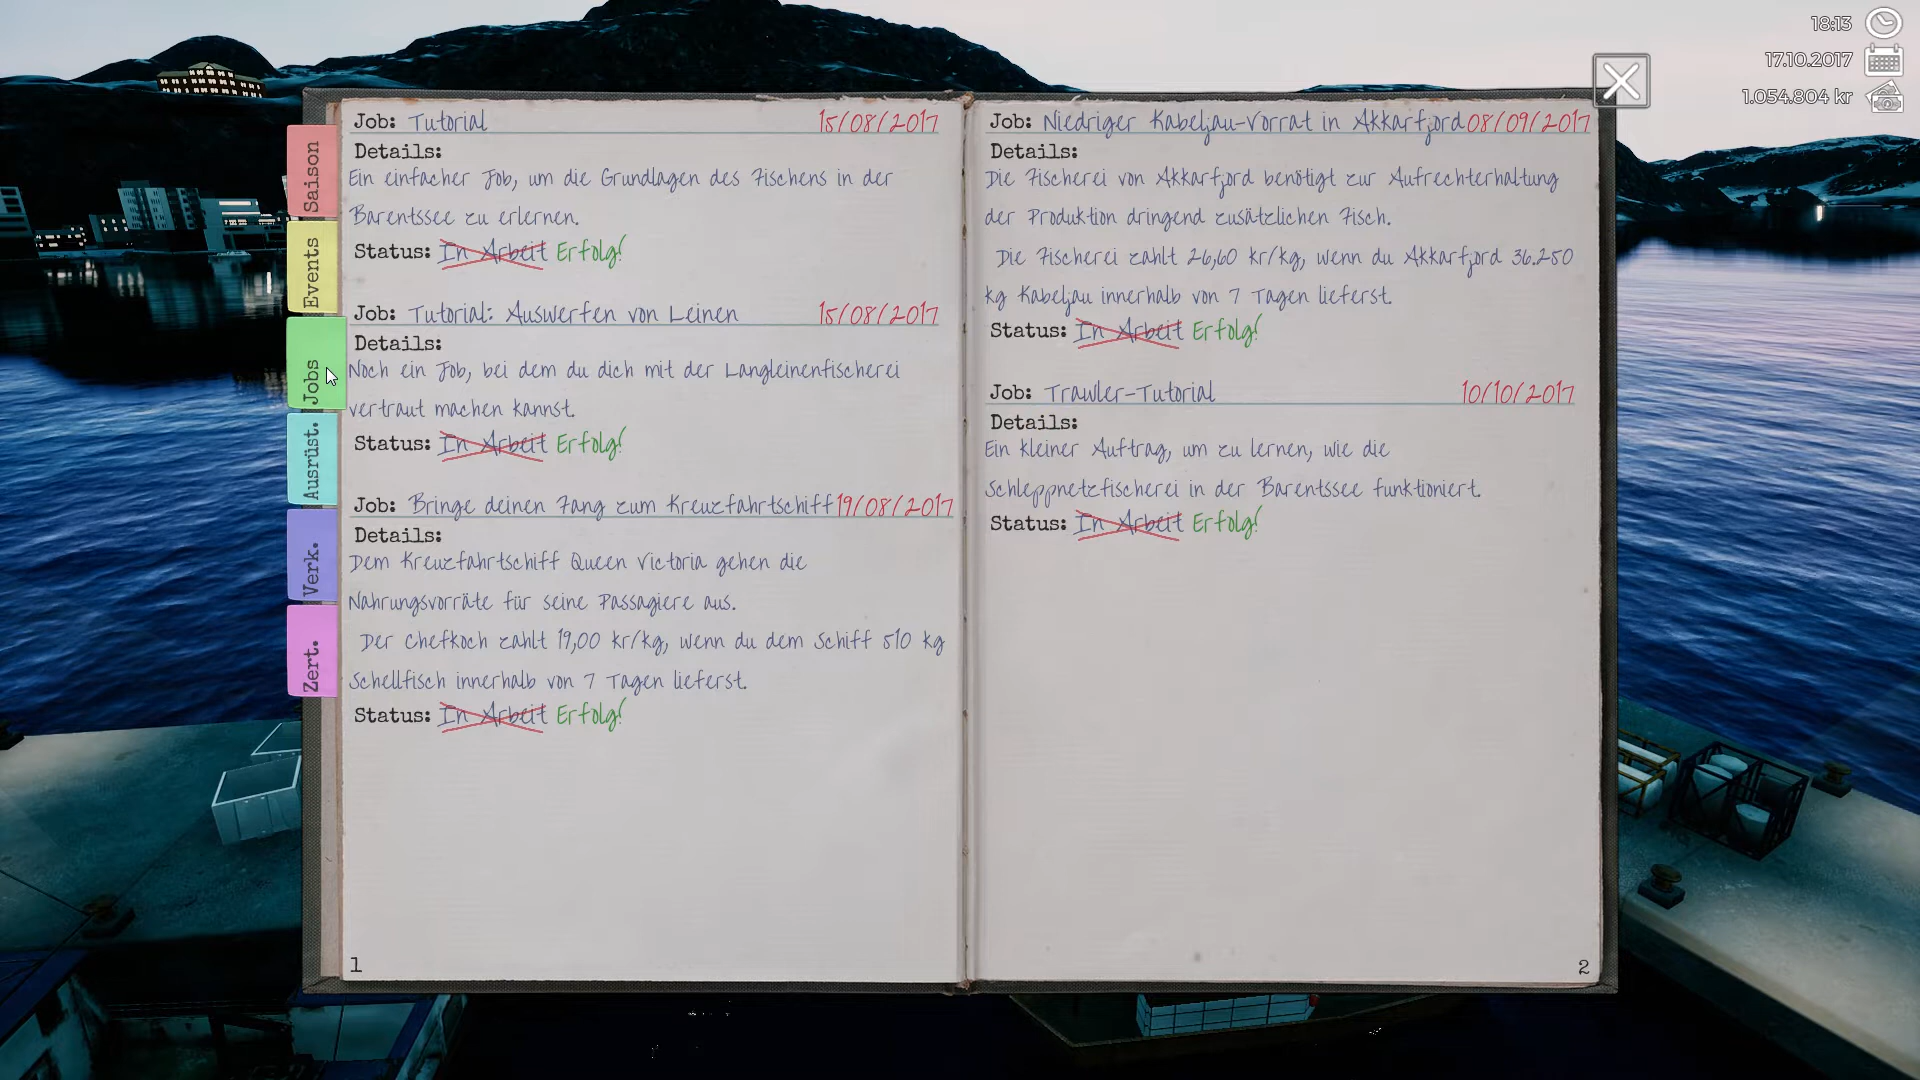 18:13
17.10.2017
1.054.804 kr
Saison
Events
Jobs
Ausrüst.
Verk.
Zert.
Job: Tutorial 15/08/2017
Details:
Ein einfacher Job, um die Grundlagen des Fischens in der
Barentssee zu erlernen.
Status: In Arbeit Erfolg!
Job: Tutorial: Auswerfen von Leinen 15/08/2017
Details:
Noch ein Job, bei dem du dich mit der Langleinenfischerei
vertraut machen kannst.
Status: In Arbeit Erfolg!
Job: Bringe deinen Fang zum Kreuzfahrtschiff 19/08/2017
Details:
Dem Kreuzfahrtschiff Queen Victoria gehen die
Nahrungsvorräte für seine Passagiere aus.
Der Chefkoch zahlt 19,00 kr/kg, wenn du dem Schiff 510 kg
Schellfisch innerhalb von 7 Tagen lieferst.
Status: In Arbeit Erfolg!
1
Job: Niedriger Kabeljau-Vorrat in Akkarfjord 08/09/2017
Details:
Die Fischerei von Akkarfjord benötigt zur Aufrechterhaltung
der Produktion dringend zusätzlichen Fisch.
Die Fischerei zahlt 26,60 kr/kg, wenn du Akkarfjord 36.250
kg Kabeljau innerhalb von 7 Tagen lieferst.
Status: In Arbeit Erfolg!
Job: Trawler-Tutorial 10/10/2017
Details:
Ein kleiner Auftrag, um zu lernen, wie die
Schleppnetzfischerei in der Barentssee funktioniert.
Status: In Arbeit Erfolg!
2